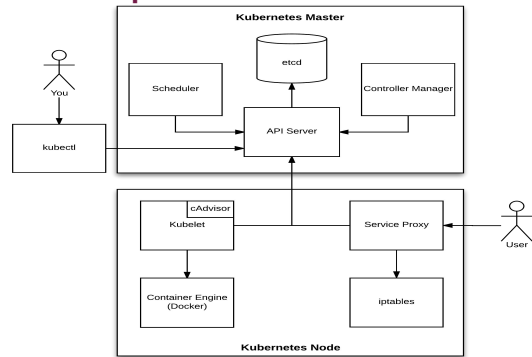 Kubernetes Master
etcd
Scheduler
Controller Manager
You
API Server
kubectl
cAdvisor
Kubelet
Service Proxy
User
Container Engine
(Docker)
iptables
Kubernetes Node